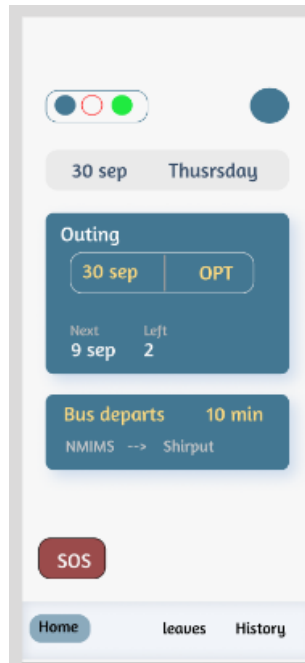 30 sep Thusrsday
Outing
30 sep OPT
Next Left
9 sep 2
Bus departs 10 min
NMIMS --> Shirput
SOS
Home leaves History